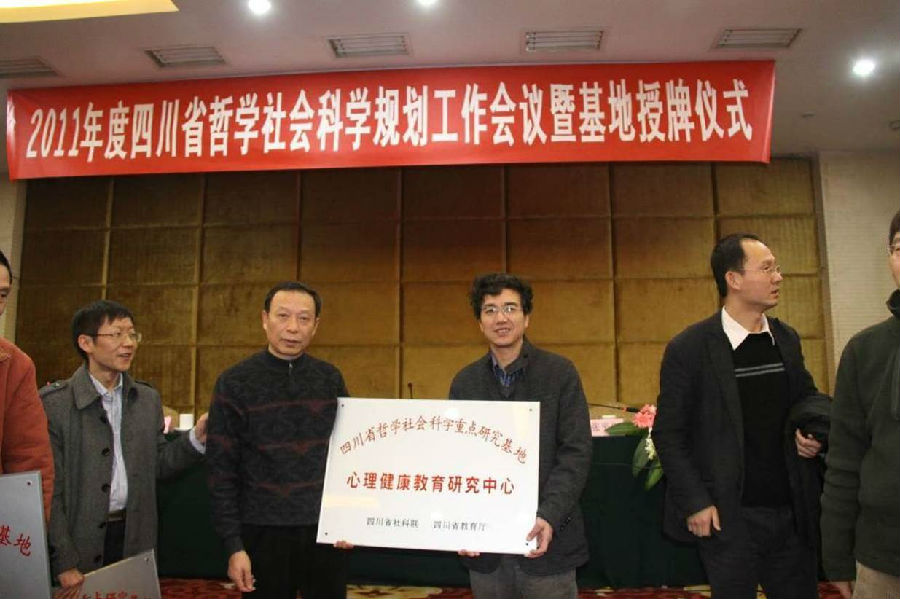 2011年度四川省哲学社会科学规划工作会议暨基地授牌仪式
四川省哲学社会科学重点研究基地
心理健康教育研究中心
四川省社科联 四川省教育厅
基地